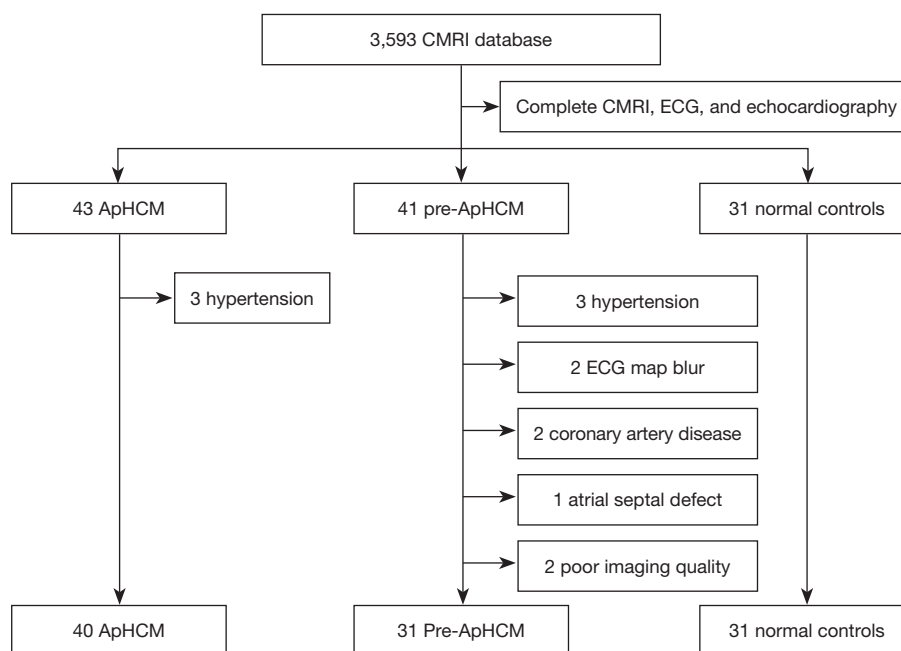 3,593 CMRI database
Complete CMRI, ECG, and echocardiography
43 ApHCM
41 pre-ApHCM
31 normal controls
3 hypertension
3 hypertension
2 ECG map blur
2 coronary artery disease
1 atrial septal defect
2 poor imaging quality
40 ApHCM
31 Pre-ApHCM
31 normal controls